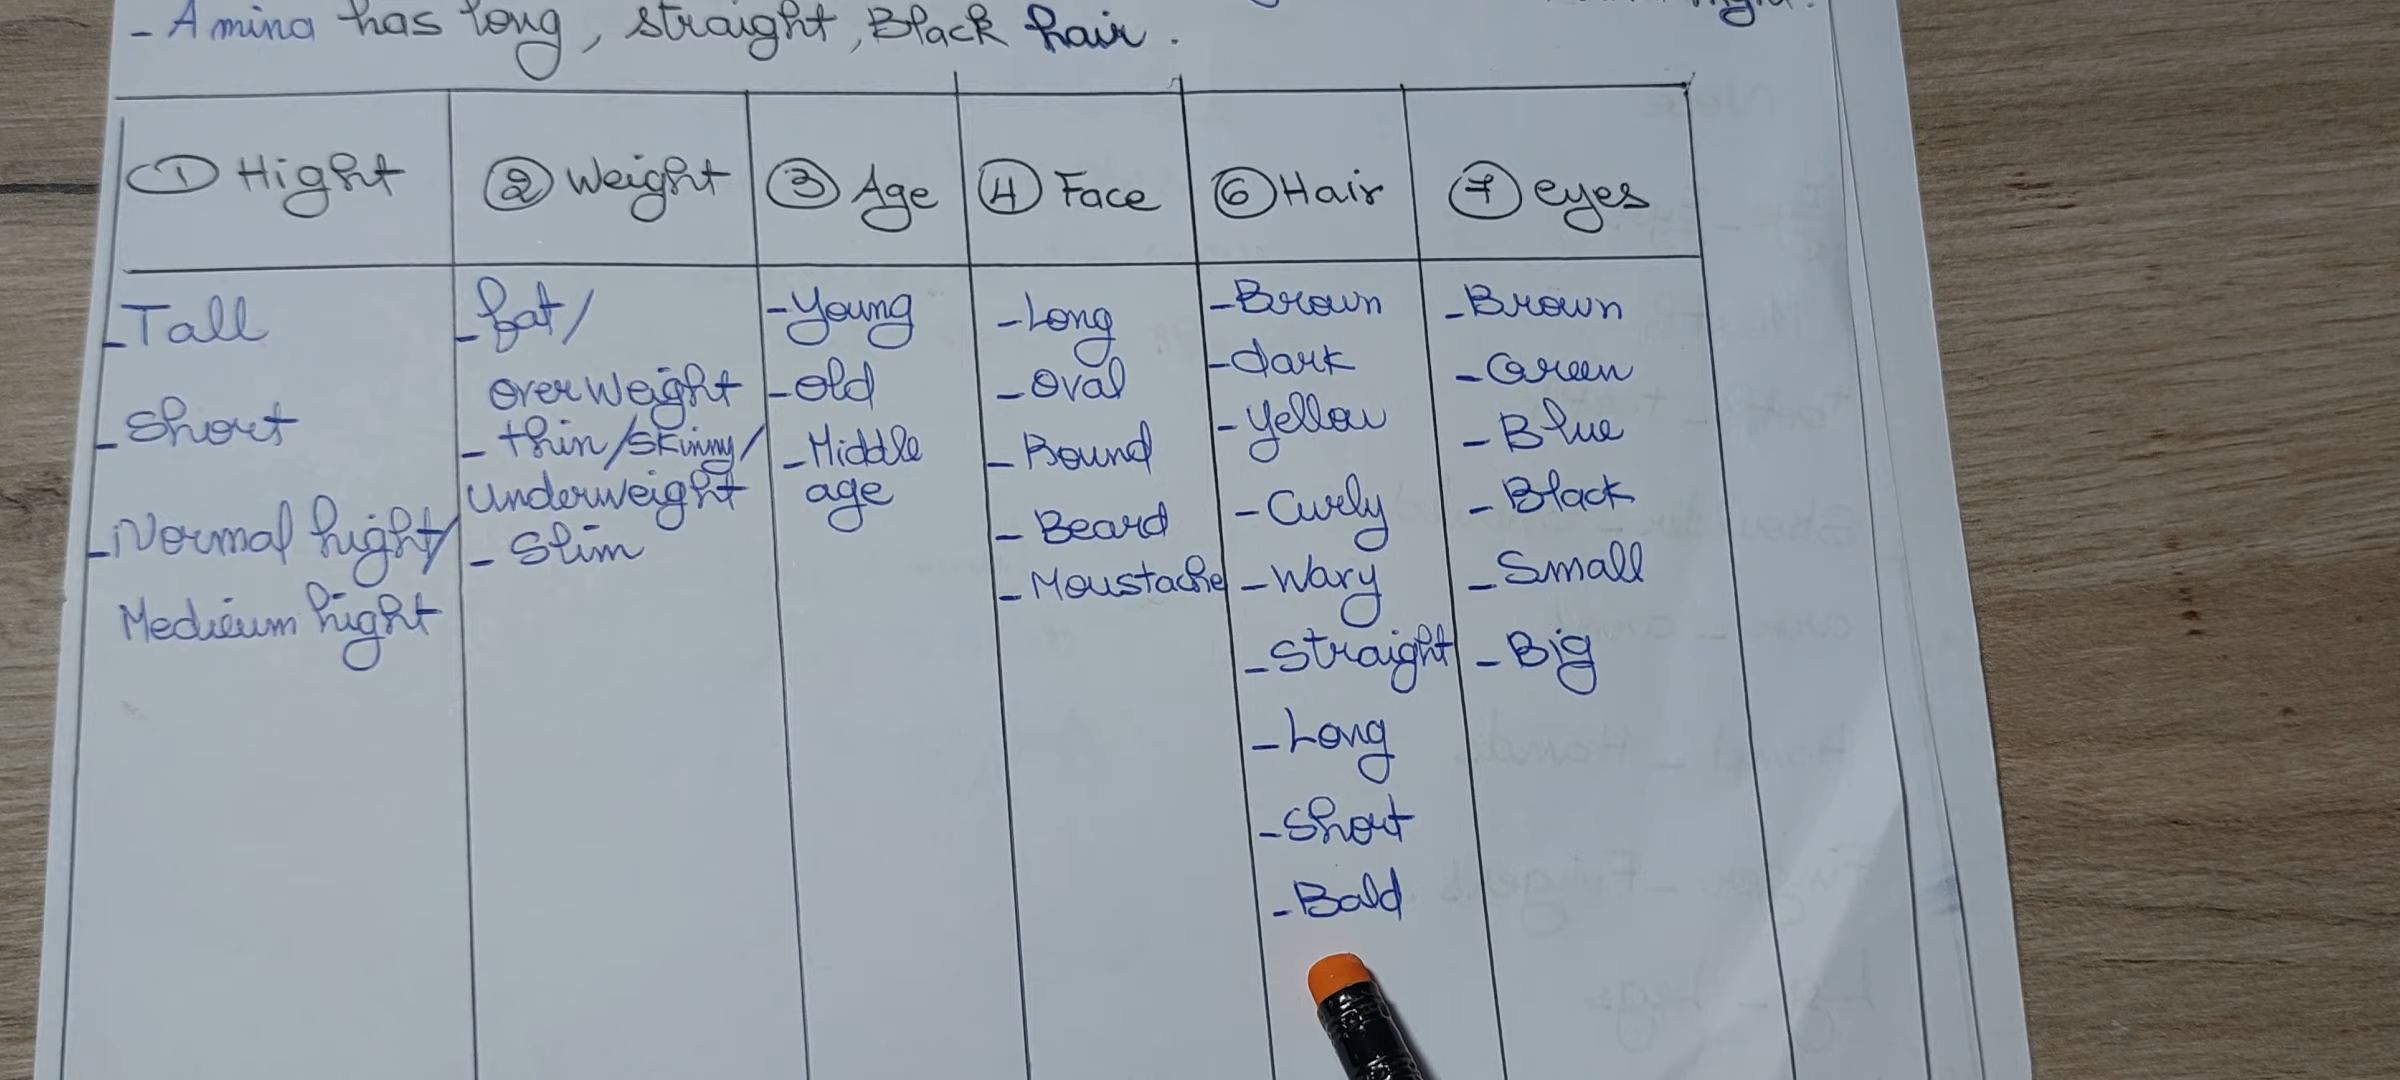 - Amina has long, straight, Black hair.
① Hight
② Weight
③ Age
④ Face
⑥ Hair
⑦ eyes
- Tall
- Short
- Normal hight/
Medium hight
- fat/
overweight
- thin/skinny/
underweight
- Slim
- Young
- old
- Middle
age
- Long
- Oval
- Round
- Beard
- Moustache
- Brown
- dark
- yellow
- Curly
- Wavy
- Straight
- Long
- Short
- Bald
- Brown
- Green
- Blue
- Black
- Small
- Big